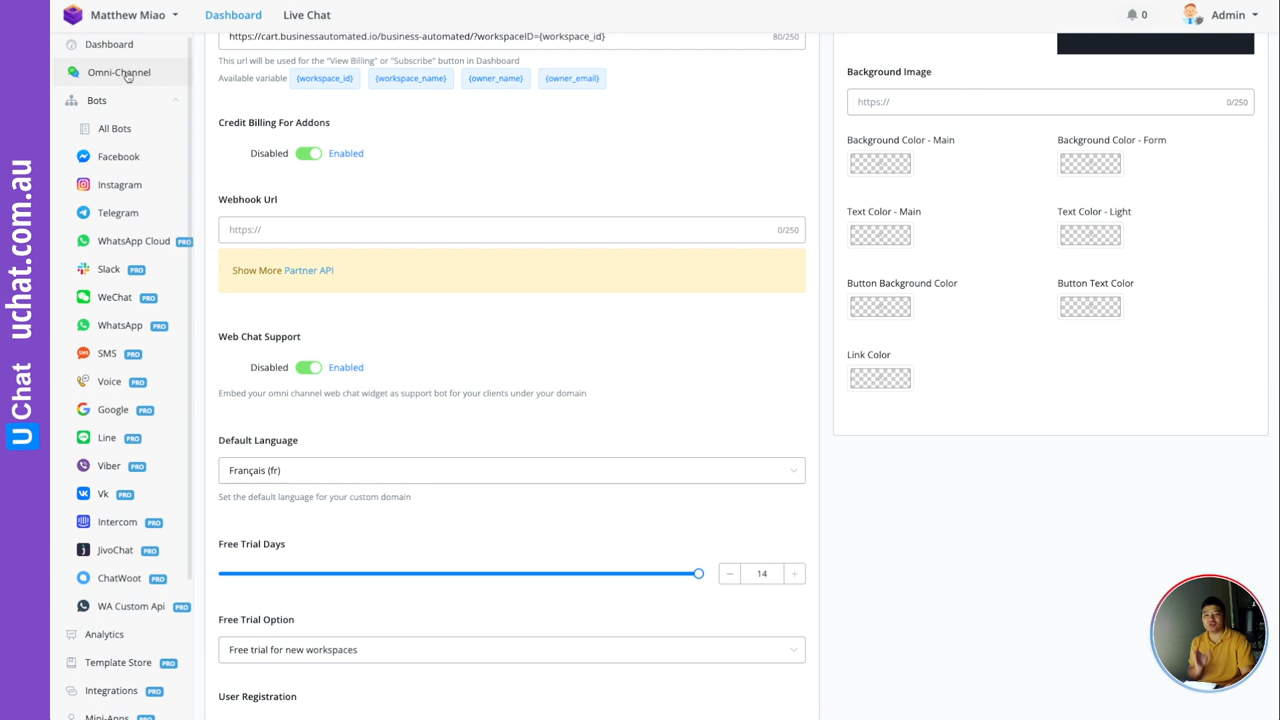 Matthew Miao
Dashboard
Live Chat
0
Admin
U Chat uchat.com.au
Dashboard
Omni-Channel
Bots
All Bots
Facebook
Instagram
Telegram
WhatsApp Cloud PRO
Slack PRO
WeChat PRO
WhatsApp PRO
SMS PRO
Voice PRO
Google PRO
Line PRO
Viber PRO
Vk PRO
Intercom PRO
JivoChat PRO
ChatWoot PRO
WA Custom Api PRO
Analytics
Template Store PRO
Integrations PRO
Mini-Apps PRO
https://cart.businessautomated.io/business-automated/?workspaceID={workspace_id}
80/250
This url will be used for the "View Billing" or "Subscribe" button in Dashboard
Available variable {workspace_id} {workspace_name} {owner_name} {owner_email}
Credit Billing For Addons
Disabled Enabled
Webhook Url
https:// 0/250
Show More Partner API
Web Chat Support
Disabled Enabled
Embed your omni channel web chat widget as support bot for your clients under your domain
Default Language
Français (fr)
Set the default language for your custom domain
Free Trial Days
14
Free Trial Option
Free trial for new workspaces
User Registration
Background Image
https:// 0/250
Background Color - Main Background Color - Form
Text Color - Main Text Color - Light
Button Background Color Button Text Color
Link Color